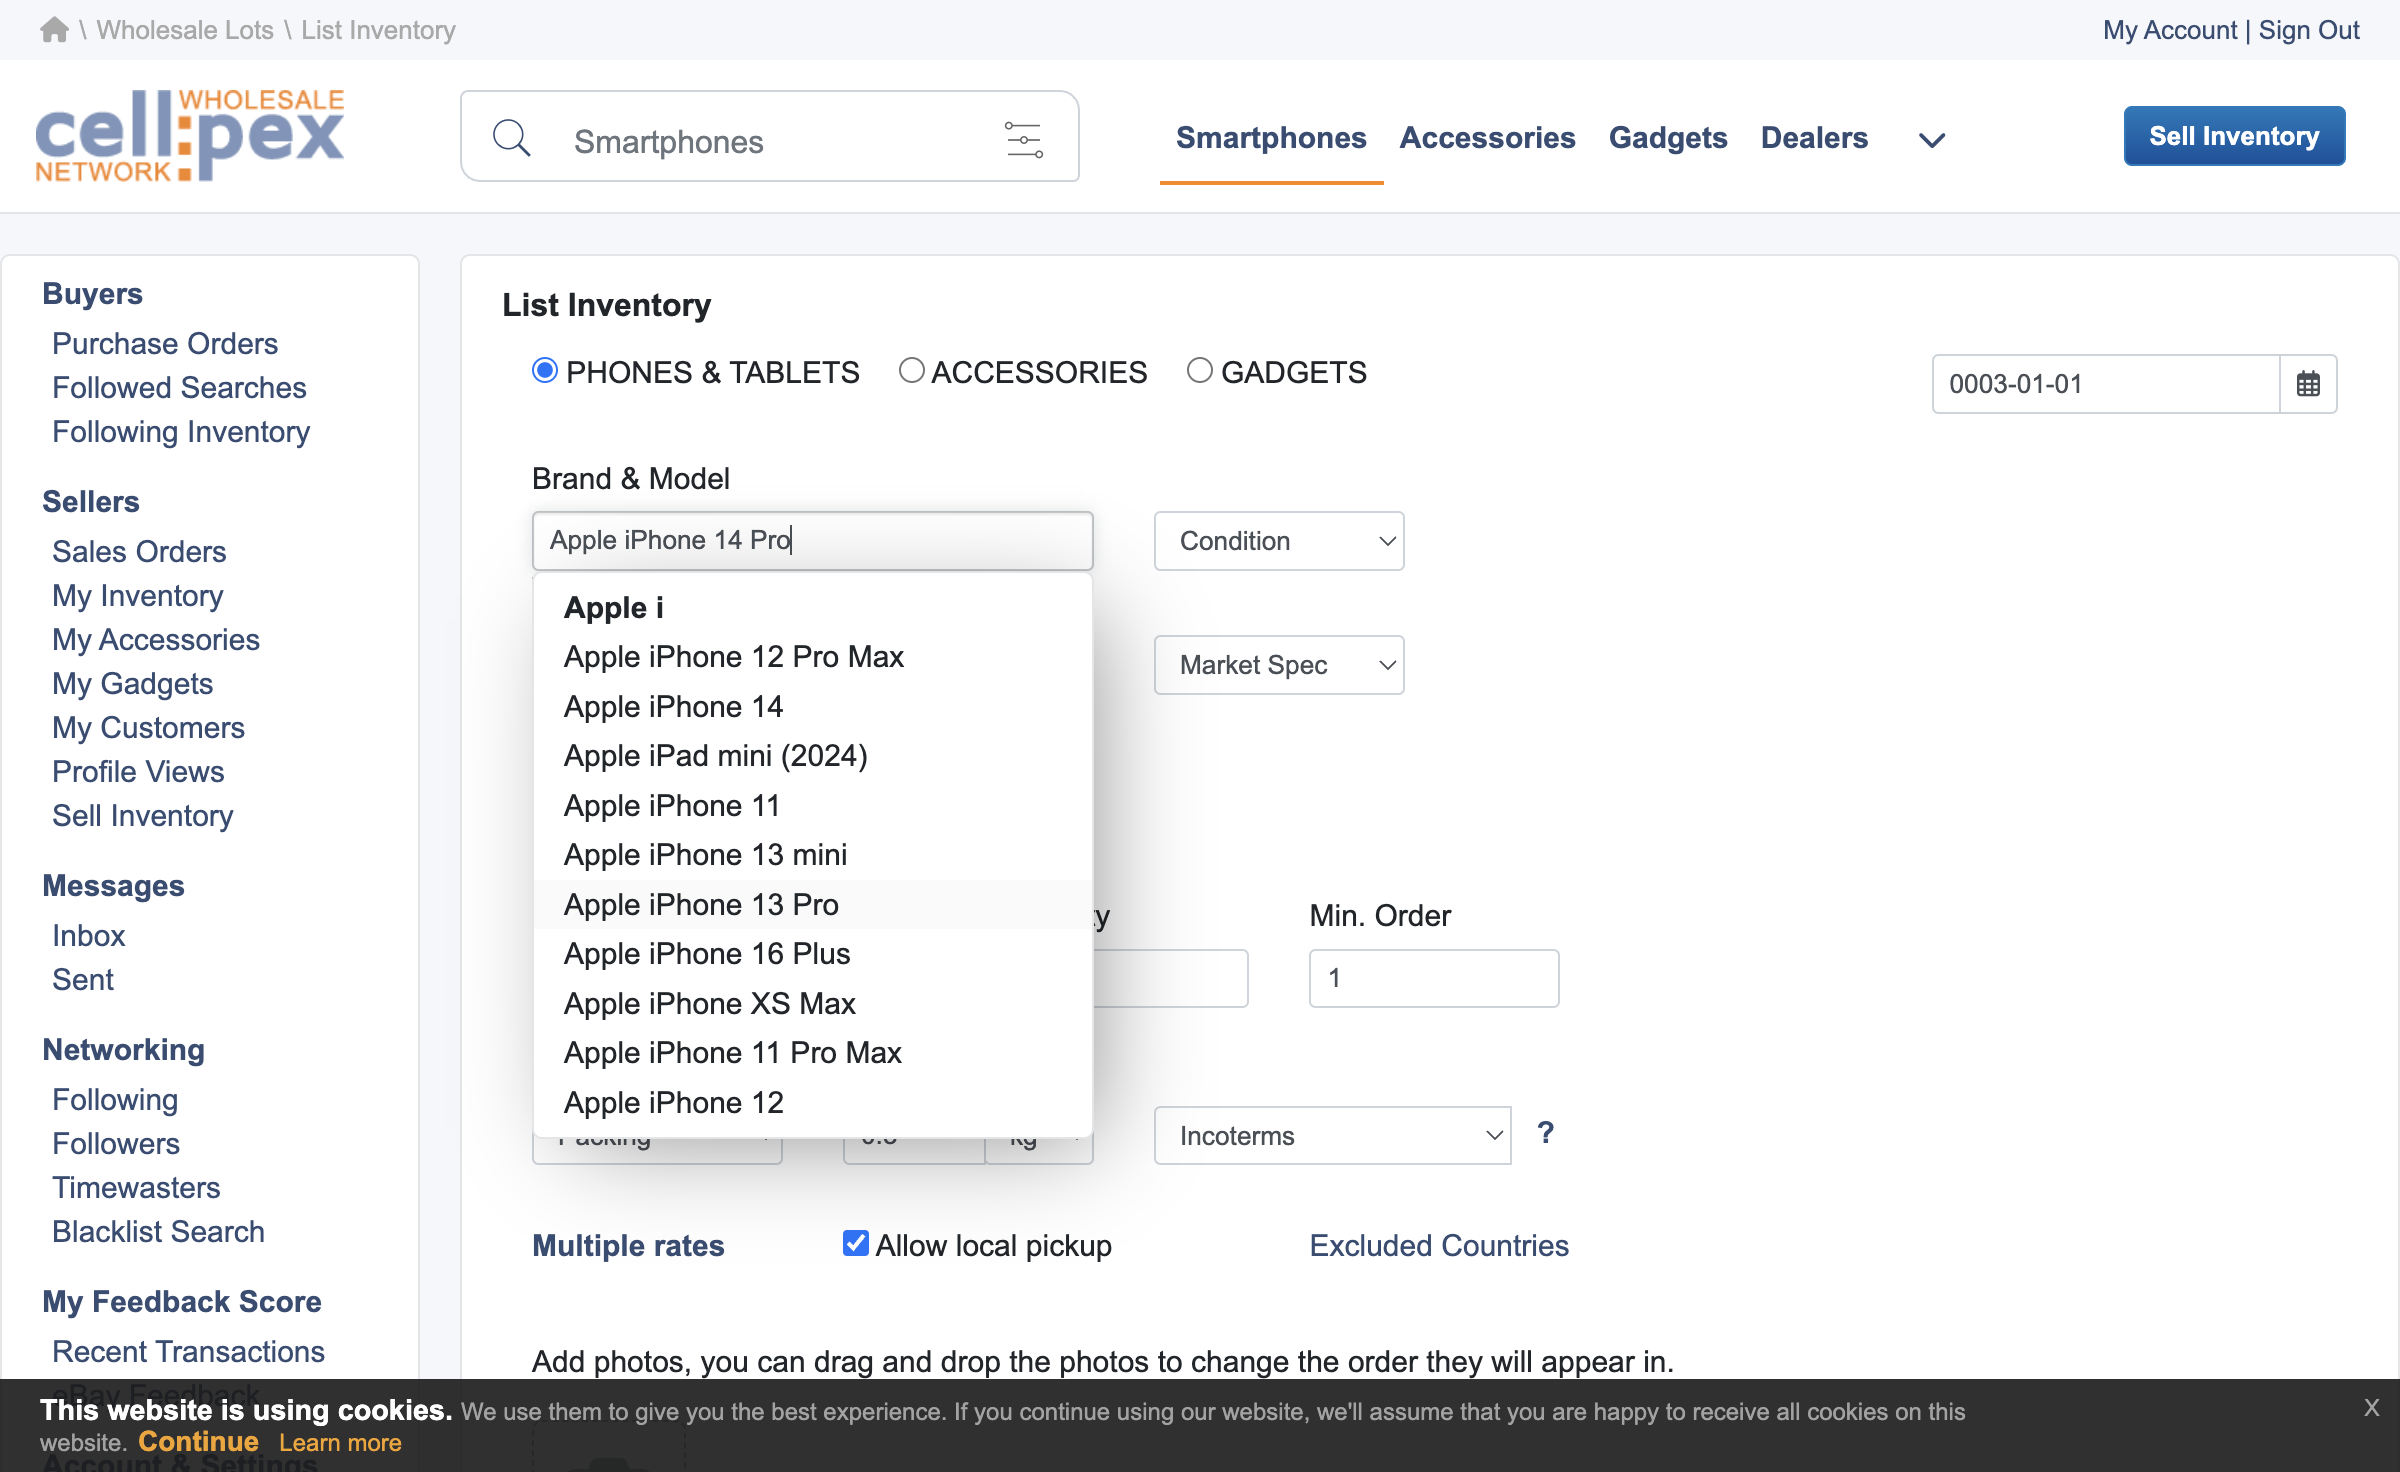 \ Wholesale Lots \ List Inventory
My Account | Sign Out
cell:pex WHOLESALE NETWORK
Smartphones
Smartphones Accessories Gadgets Dealers
Sell Inventory
Buyers
Purchase Orders
Followed Searches
Following Inventory
Sellers
Sales Orders
My Inventory
My Accessories
My Gadgets
My Customers
Profile Views
Sell Inventory
Messages
Inbox
Sent
Networking
Following
Followers
Timewasters
Blacklist Search
My Feedback Score
Recent Transactions
eBay Feedback
Account & Settings
List Inventory
PHONES & TABLETS ACCESSORIES GADGETS
0003-01-01
Brand & Model
Apple iPhone 14 Pro
Condition
Apple i
Apple iPhone 12 Pro Max
Apple iPhone 14
Apple iPad mini (2024)
Apple iPhone 11
Apple iPhone 13 mini
Apple iPhone 13 Pro
Apple iPhone 16 Plus
Apple iPhone XS Max
Apple iPhone 11 Pro Max
Apple iPhone 12
Market Spec
y
Min. Order
1
Packing
0.5
kg
Incoterms
?
Multiple rates
Allow local pickup
Excluded Countries
Add photos, you can drag and drop the photos to change the order they will appear in.
This website is using cookies. We use them to give you the best experience. If you continue using our website, we'll assume that you are happy to receive all cookies on this
website. Continue Learn more
X